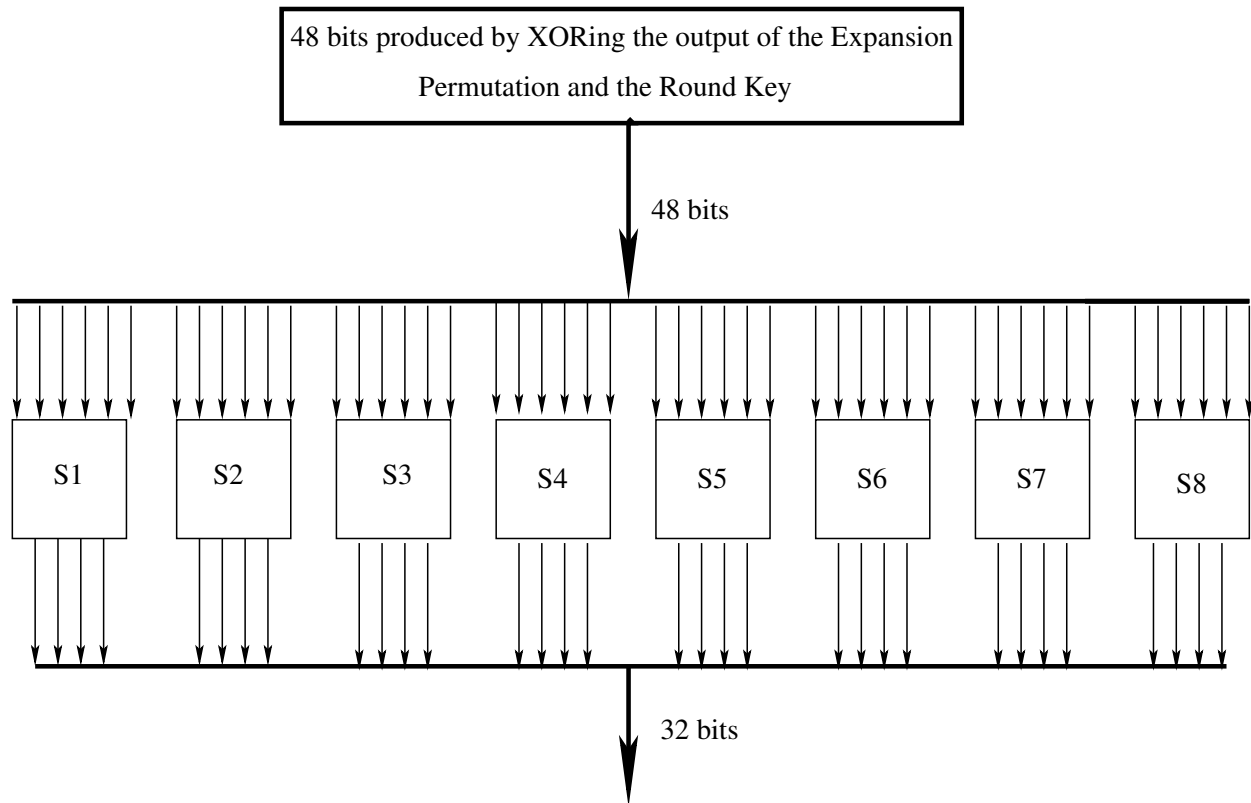 48 bits produced by XORing the output of the Expansion
Permutation and the Round Key
48 bits
S1
S2
S3
S4
S5
S6
S7
S8
32 bits